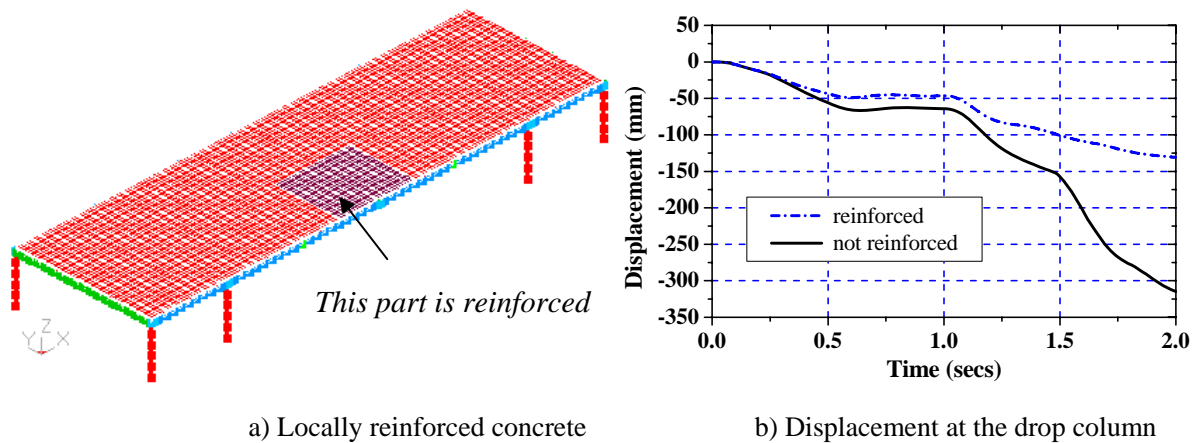 This part is reinforced
Z
Y X
50
0
-50
-100
-150
-200
-250
-300
-350
Displacement (mm)
reinforced
not reinforced
0.0 0.5 1.0 1.5 2.0
Time (secs)
a) Locally reinforced concrete
b) Displacement at the drop column